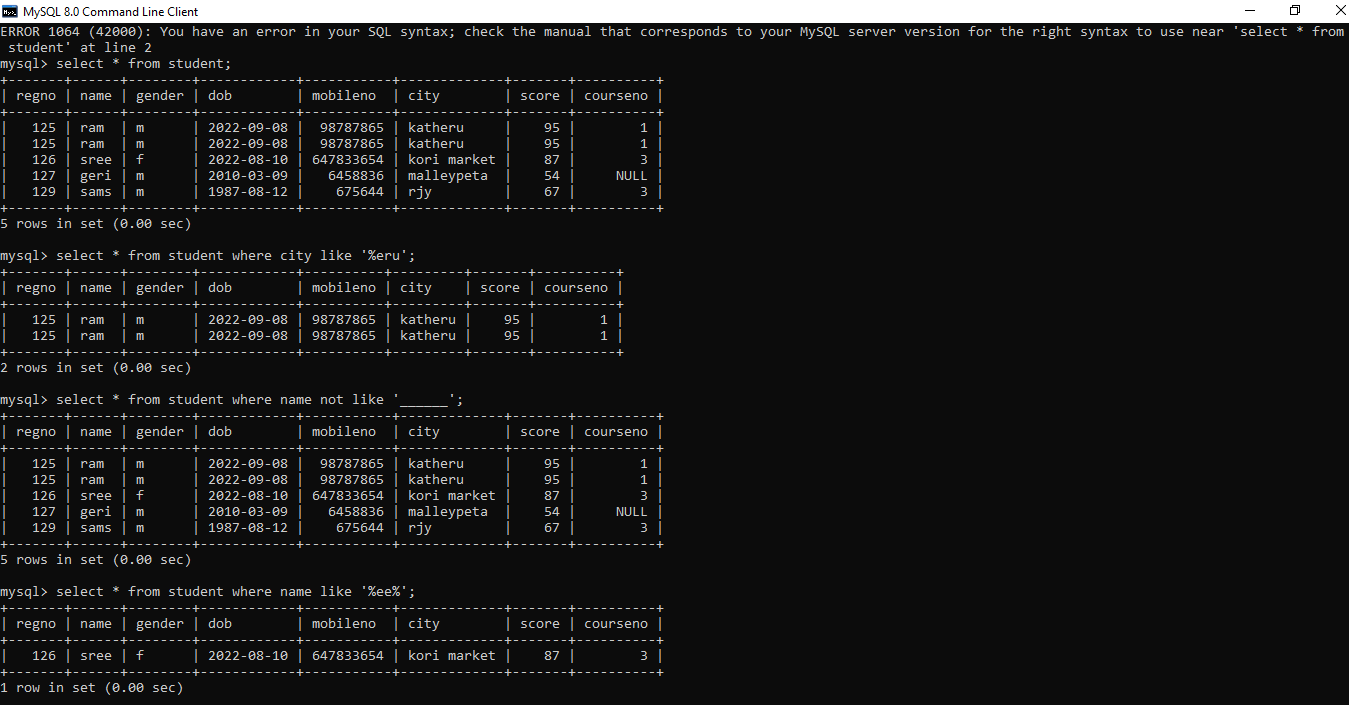 MySQL 8.0 Command Line Client
ERROR 1064 (42000): You have an error in your SQL syntax; check the manual that corresponds to your MySQL server version for the right syntax to use near 'select * from
 student' at line 2
mysql> select * from student;
+-------+------+--------+------------+-----------+-------------+-------+----------+
| regno | name | gender | dob        | mobileno  | city        | score | courseno |
+-------+------+--------+------------+-----------+-------------+-------+----------+
|   125 | ram  | m      | 2022-09-08 |  98787865 | katheru     |    95 |        1 |
|   125 | ram  | m      | 2022-09-08 |  98787865 | katheru     |    95 |        1 |
|   126 | sree | f      | 2022-08-10 | 647833654 | kori market |    87 |        3 |
|   127 | geri | m      | 2010-03-09 |   6458836 | malleypeta  |    54 |     NULL |
|   129 | sams | m      | 1987-08-12 |    675644 | rjy         |    67 |        3 |
+-------+------+--------+------------+-----------+-------------+-------+----------+
5 rows in set (0.00 sec)
mysql> select * from student where city like '%eru';
+-------+------+--------+------------+----------+---------+-------+----------+
| regno | name | gender | dob        | mobileno | city    | score | courseno |
+-------+------+--------+------------+----------+---------+-------+----------+
|   125 | ram  | m      | 2022-09-08 | 98787865 | katheru |    95 |        1 |
|   125 | ram  | m      | 2022-09-08 | 98787865 | katheru |    95 |        1 |
+-------+------+--------+------------+----------+---------+-------+----------+
2 rows in set (0.00 sec)
mysql> select * from student where name not like '______';
+-------+------+--------+------------+-----------+-------------+-------+----------+
| regno | name | gender | dob        | mobileno  | city        | score | courseno |
+-------+------+--------+------------+-----------+-------------+-------+----------+
|   125 | ram  | m      | 2022-09-08 |  98787865 | katheru     |    95 |        1 |
|   125 | ram  | m      | 2022-09-08 |  98787865 | katheru     |    95 |        1 |
|   126 | sree | f      | 2022-08-10 | 647833654 | kori market |    87 |        3 |
|   127 | geri | m      | 2010-03-09 |   6458836 | malleypeta  |    54 |     NULL |
|   129 | sams | m      | 1987-08-12 |    675644 | rjy         |    67 |        3 |
+-------+------+--------+------------+-----------+-------------+-------+----------+
5 rows in set (0.00 sec)
mysql> select * from student where name like '%ee%';
+-------+------+--------+------------+-----------+-------------+-------+----------+
| regno | name | gender | dob        | mobileno  | city        | score | courseno |
+-------+------+--------+------------+-----------+-------------+-------+----------+
|   126 | sree | f      | 2022-08-10 | 647833654 | kori market |    87 |        3 |
+-------+------+--------+------------+-----------+-------------+-------+----------+
1 row in set (0.00 sec)